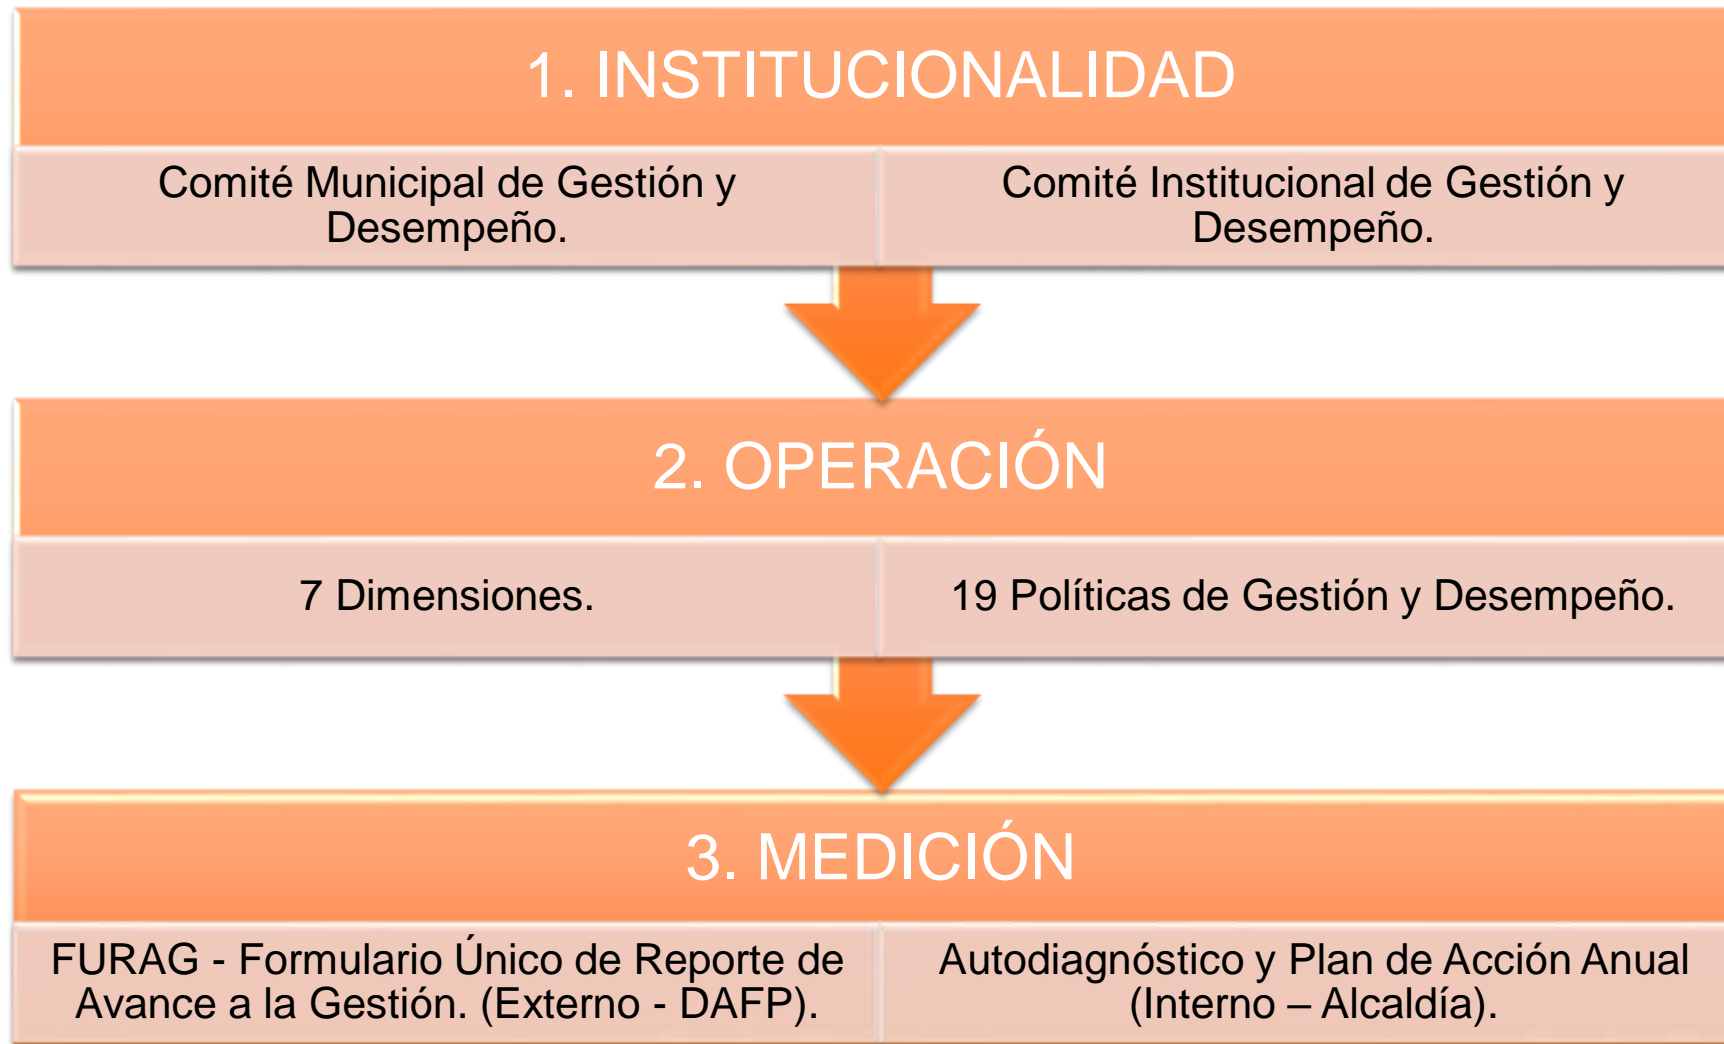 1. INSTITUCIONALIDAD
Comité Municipal de Gestión y
Desempeño.
Comité Institucional de Gestión y
Desempeño.
2. OPERACIÓN
7 Dimensiones.
19 Políticas de Gestión y Desempeño.
3. MEDICIÓN
FURAG - Formulario Único de Reporte de
Avance a la Gestión. (Externo - DAFP).
Autodiagnóstico y Plan de Acción Anual
(Interno – Alcaldía).